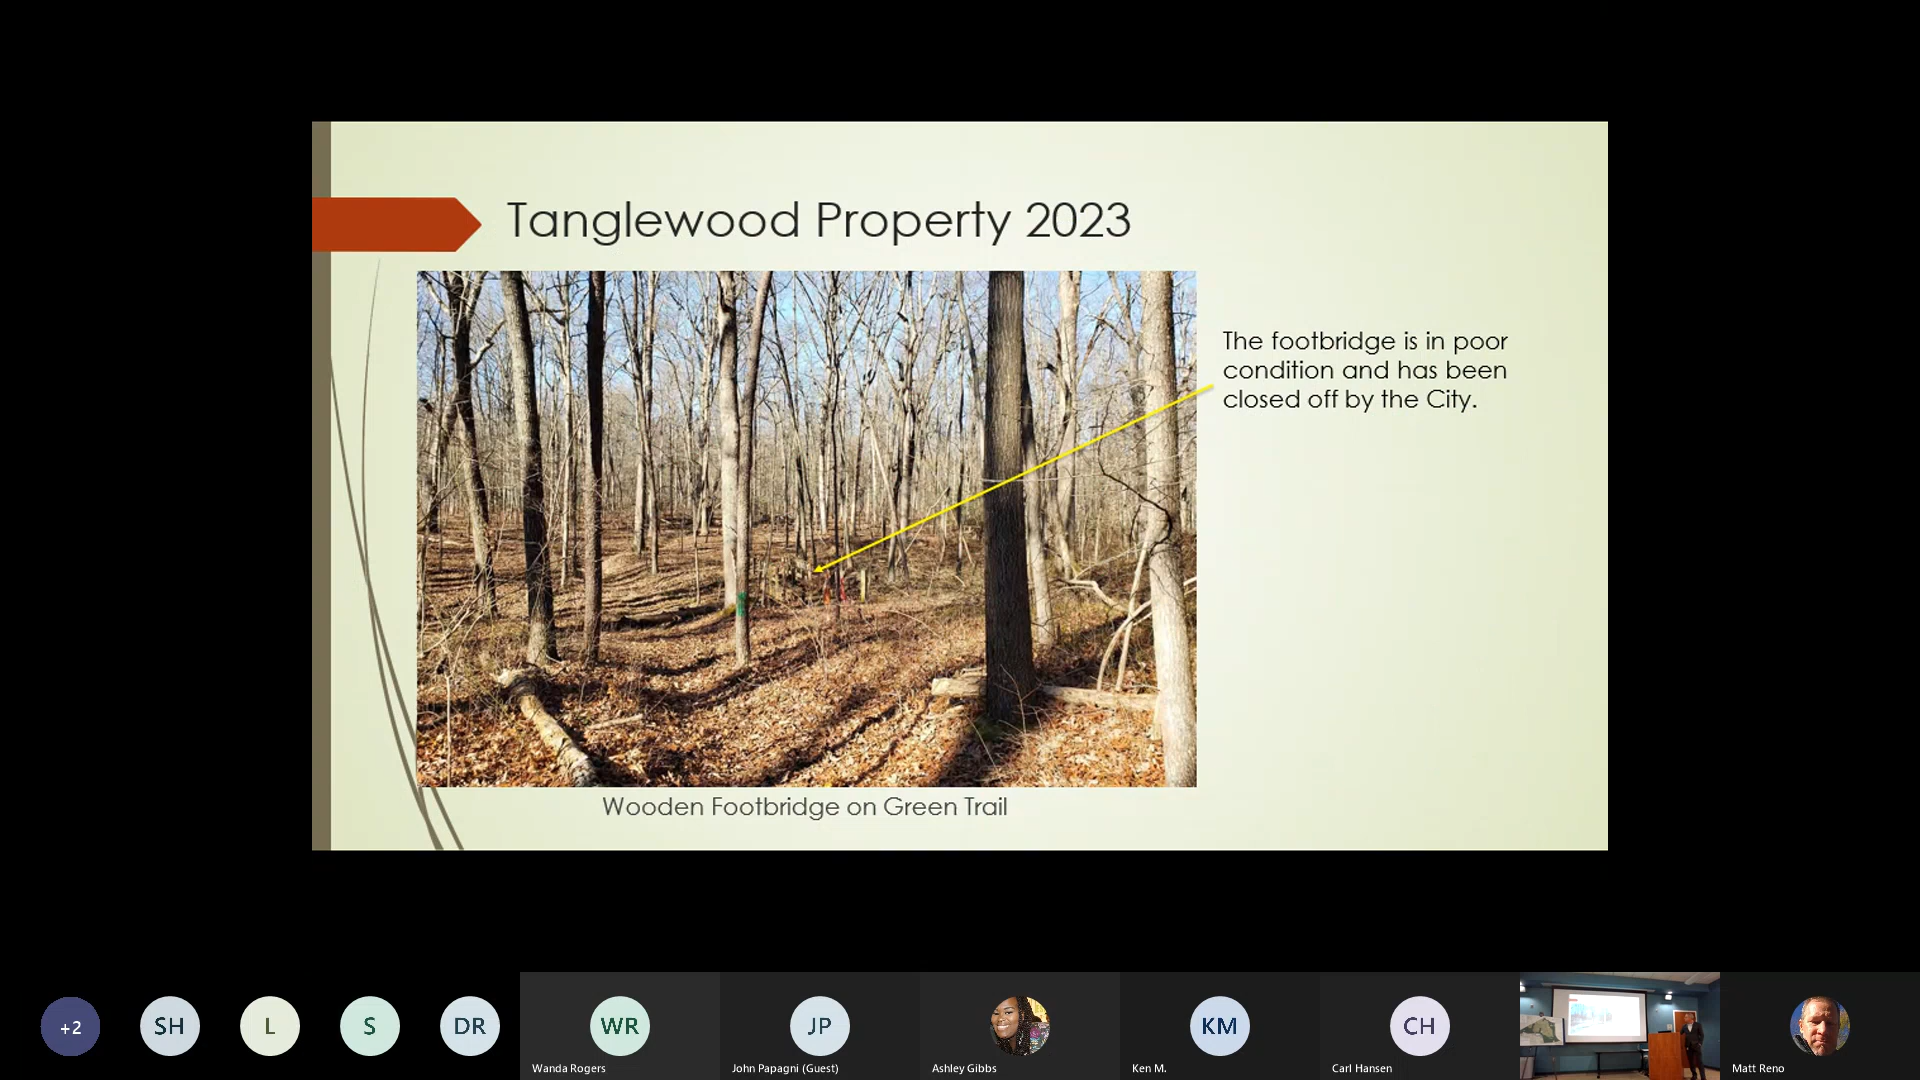 Tanglewood Property 2023
The footbridge is in poor
condition and has been
closed off by the City.
Wooden Footbridge on Green Trail
+2
SH
L
S
DR
WR
JP
KM
CH
Wanda Rogers
John Papagni (Guest)
Ashley Gibbs
Ken M.
Carl Hansen
Matt Reno